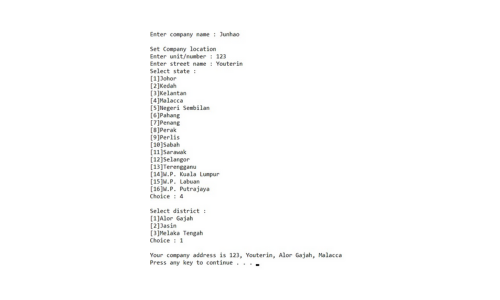 Enter company name : Junhao
Set Company location
Enter unit/number : 123
Enter street name : Youterin
Select state :
[1]Johor
[2]Kedah
[3]Kelantan
[4]Malacca
[5]Negeri Sembilan
[6]Pahang
[7]Penang
[8]Perak
[9]Perlis
[10]Sabah
[11]Sarawak
[12]Selangor
[13]Terengganu
[14]W.P. Kuala Lumpur
[15]W.P. Labuan
[16]W.P. Putrajaya
Choice : 4
Select district :
[1]Alor Gajah
[2]Jasin
[3]Melaka Tengah
Choice : 1
Your company address is 123, Youterin, Alor Gajah, Malacca
Press any key to continue . . .